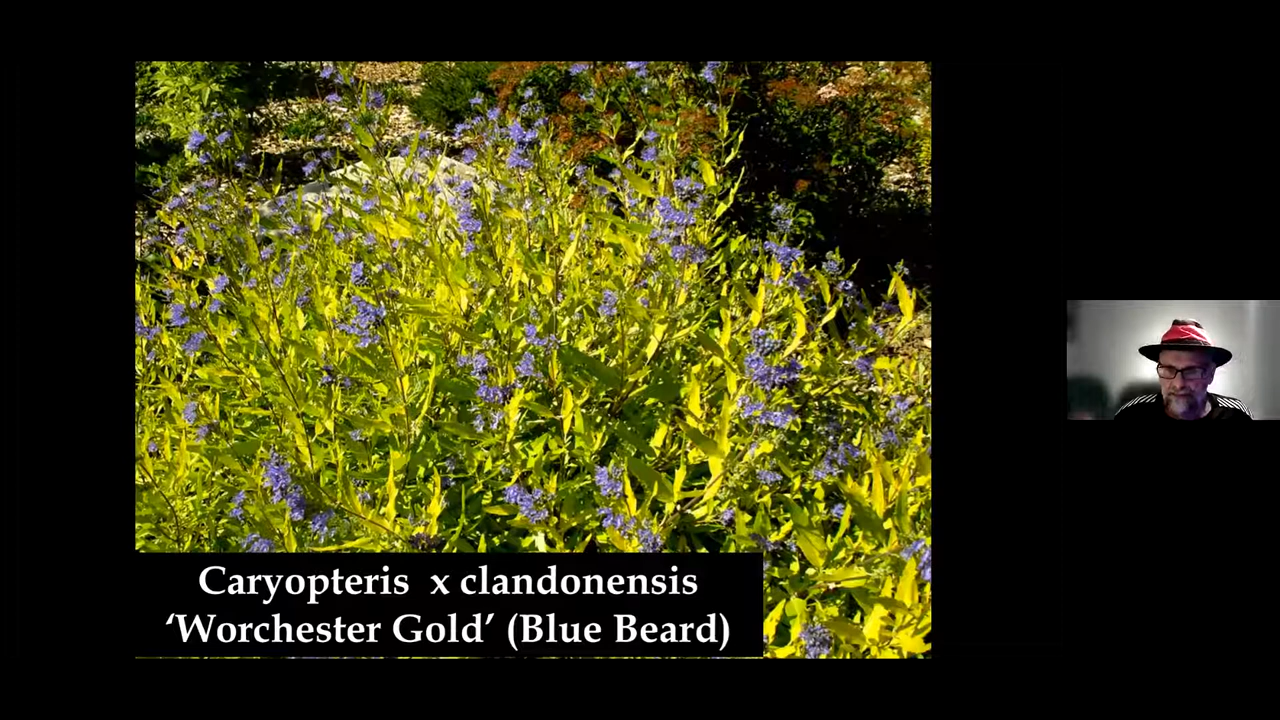 Caryopteris x clandonensis
‘Worchester Gold’ (Blue Beard)